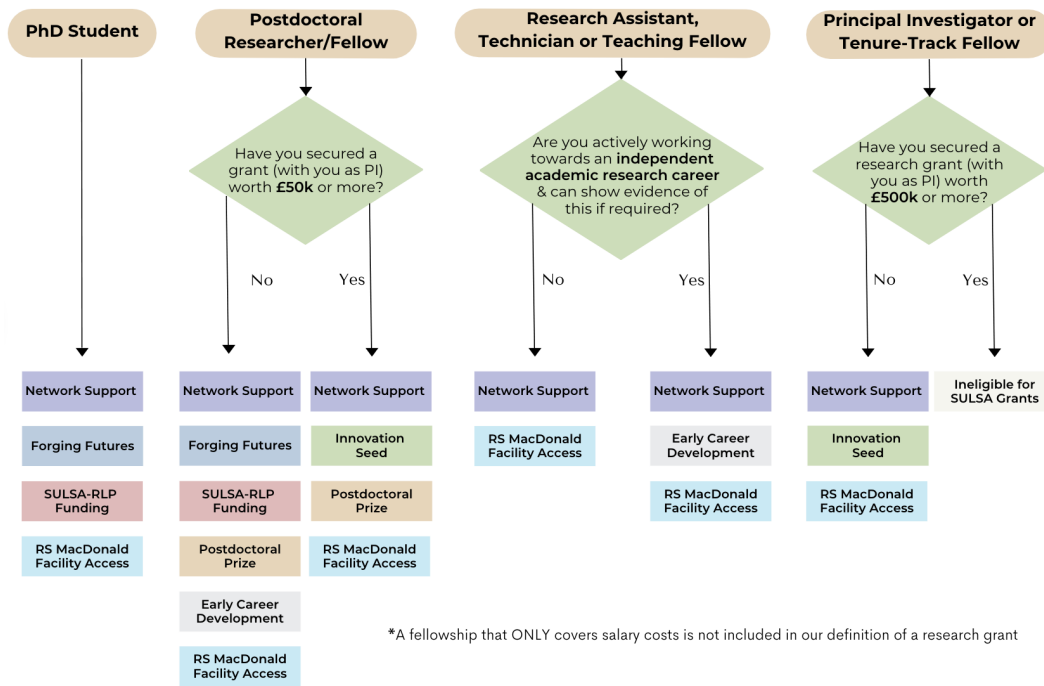 PhD Student
Postdoctoral
Researcher/Fellow
Research Assistant,
Technician or Teaching Fellow
Principal Investigator or
Tenure-Track Fellow
Have you secured a
grant (with you as PI)
worth £50k or more?
Are you actively working
towards an independent
academic research career
& can show evidence of
this if required?
Have you secured a
research grant (with
you as PI) worth
£500k or more?
No
Yes
No
Yes
No
Yes
Network Support
Forging Futures
SULSA-RLP
Funding
RS MacDonald
Facility Access
Network Support
Forging Futures
SULSA-RLP
Funding
Postdoctoral
Prize
Early Career
Development
RS MacDonald
Facility Access
Network Support
Innovation
Seed
Postdoctoral
Prize
RS MacDonald
Facility Access
Network Support
RS MacDonald
Facility Access
Network Support
Early Career
Development
RS MacDonald
Facility Access
Network Support
Innovation
Seed
RS MacDonald
Facility Access
Ineligible for
SULSA Grants
*A fellowship that ONLY covers salary costs is not included in our definition of a research grant